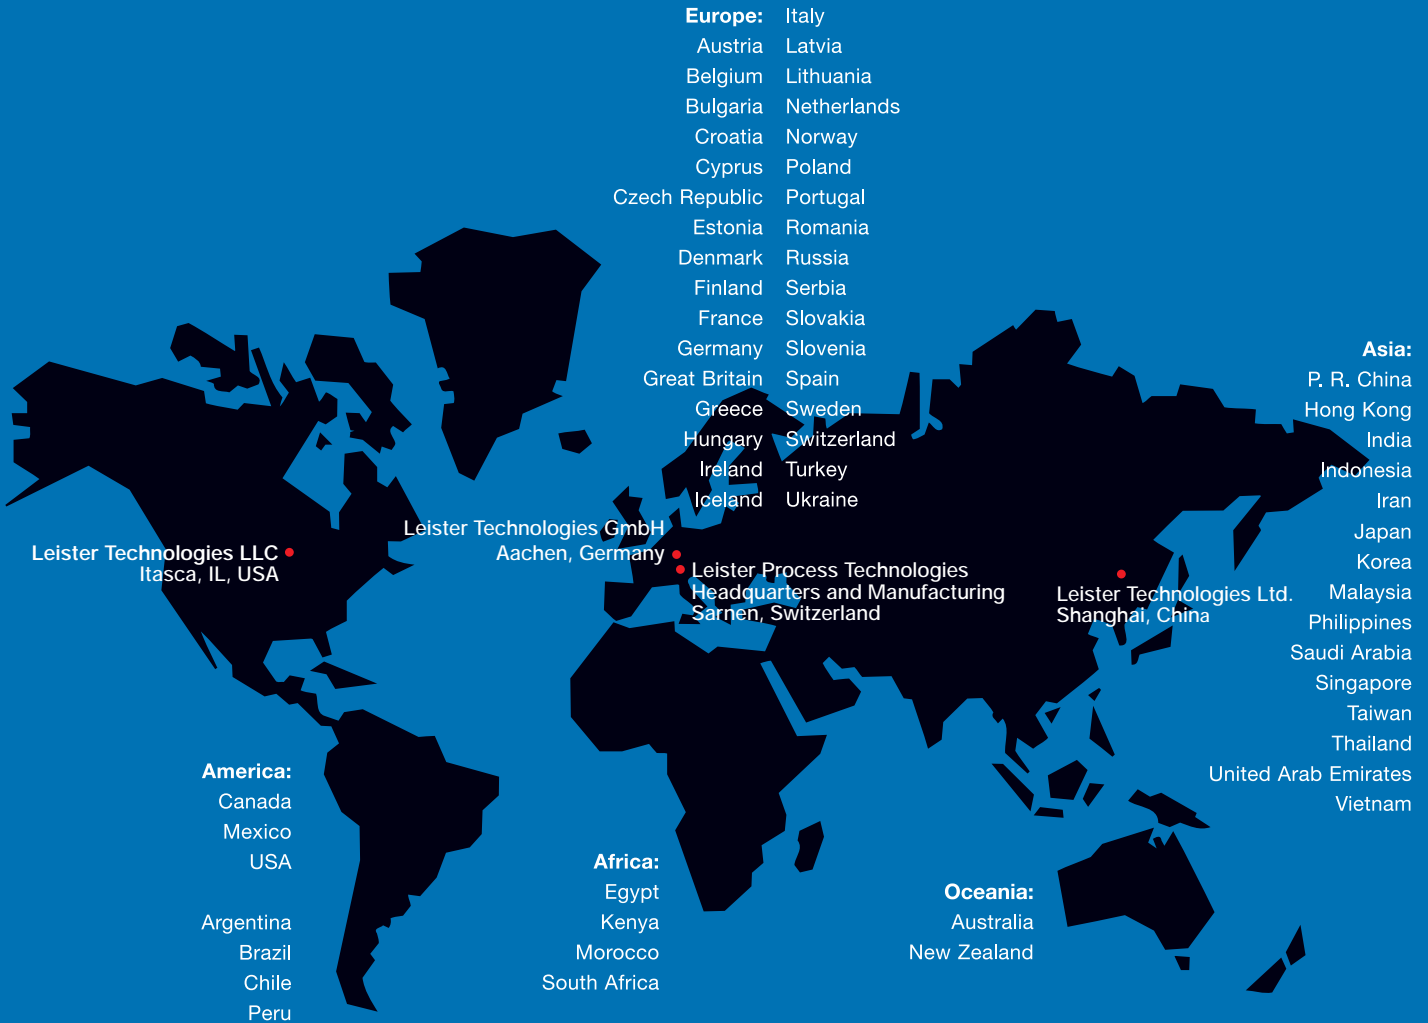 Europe:
Austria
Belgium
Bulgaria
Croatia
Cyprus
Czech Republic
Estonia
Denmark
Finland
France
Germany
Great Britain
Greece
Hungary
Ireland
Iceland
Italy
Latvia
Lithuania
Netherlands
Norway
Poland
Portugal
Romania
Russia
Serbia
Slovakia
Slovenia
Spain
Sweden
Switzerland
Turkey
Ukraine
Asia:
P. R. China
Hong Kong
India
Indonesia
Iran
Japan
Korea
Malaysia
Philippines
Saudi Arabia
Singapore
Taiwan
Thailand
United Arab Emirates
Vietnam
Leister Technologies LLC
Itasca, IL, USA
Leister Technologies GmbH
Aachen, Germany
Leister Process Technologies
Headquarters and Manufacturing
Sarnen, Switzerland
Leister Technologies Ltd.
Shanghai, China
America:
Canada
Mexico
USA
Argentina
Brazil
Chile
Peru
Africa:
Egypt
Kenya
Morocco
South Africa
Oceania:
Australia
New Zealand